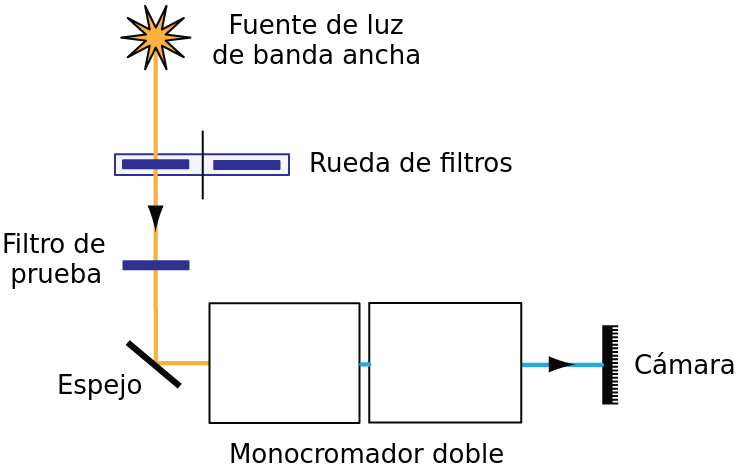 Fuente de luz
de banda ancha
Rueda de filtros
Filtro de
prueba
Espejo
Cámara
Monocromador doble